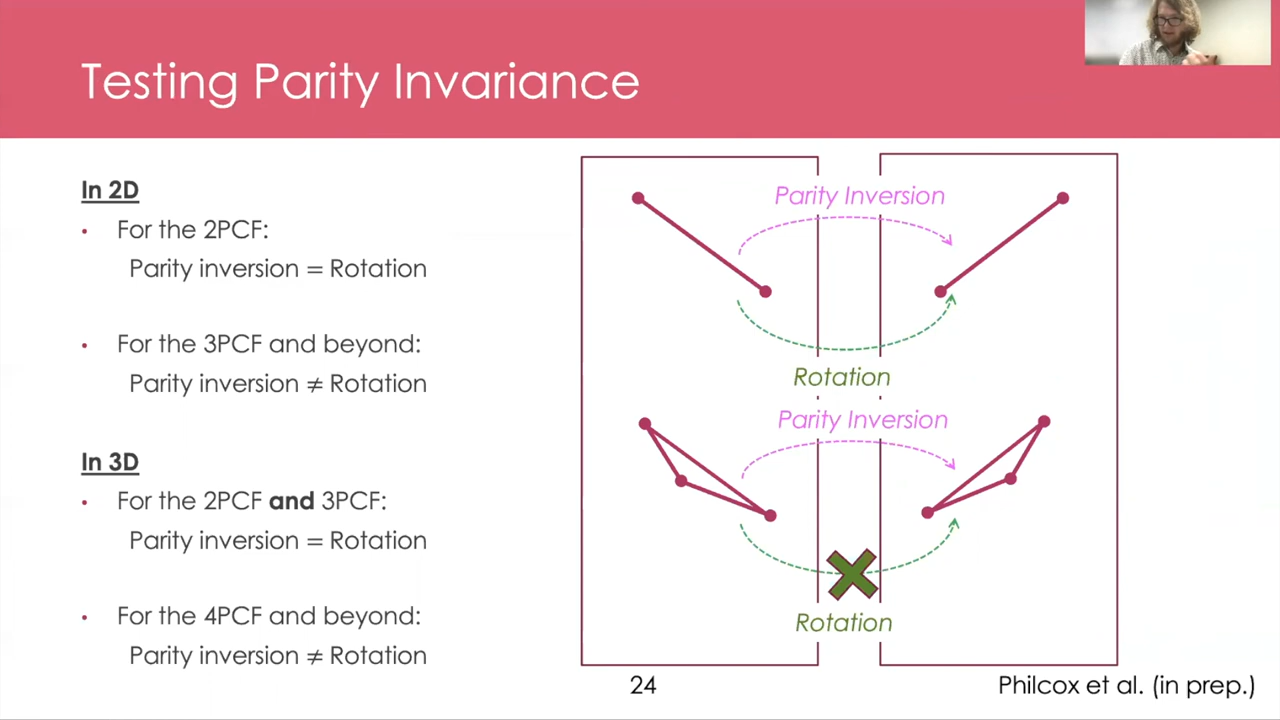 Testing Parity Invariance
In 2D
• For the 2PCF:
Parity inversion = Rotation
• For the 3PCF and beyond:
Parity inversion ≠ Rotation
In 3D
• For the 2PCF and 3PCF:
Parity inversion = Rotation
• For the 4PCF and beyond:
Parity inversion ≠ Rotation
Parity Inversion
Rotation
Parity Inversion
Rotation
24
Philcox et al. (in prep.)